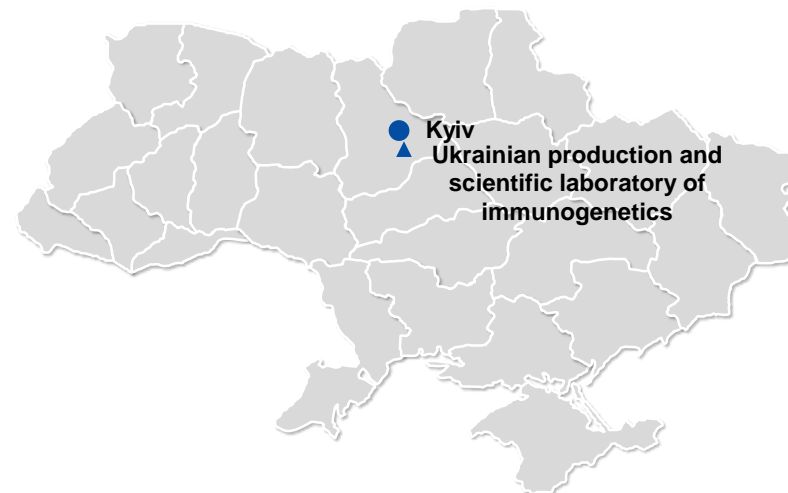 Kyiv
Ukrainian production and
scientific laboratory of
immunogenetics